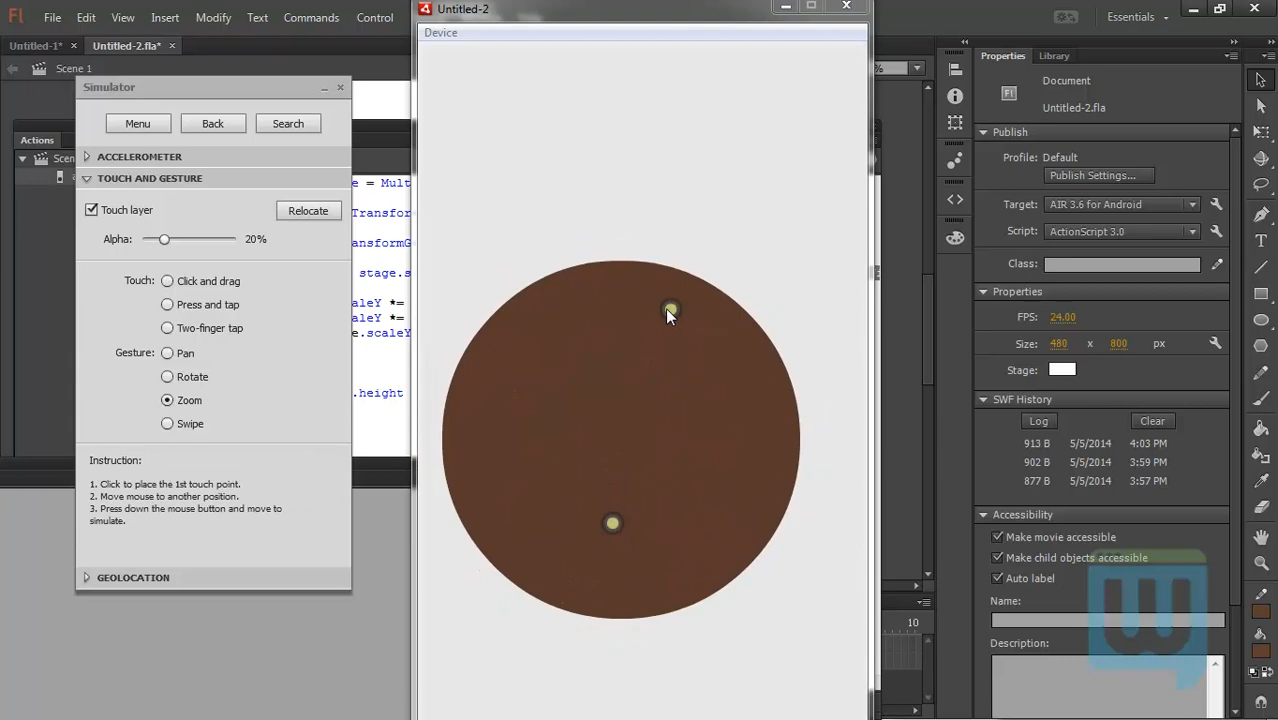 Fl File Edit View Insert Modify Text Commands Control Essentials
Untitled-2
Untitled-1* Untitled-2.fla*
Device
Scene 1
%
Properties Library
Simulator
Document
Fl Untitled-2.fla
Menu Back Search
Actions
Publish
ACCELEROMETER
Profile: Default
TOUCH AND GESTURE
Publish Settings...
e = Mult
Touch layer Relocate
Target: AIR 3.6 for Android
Transform
Script: ActionScript 3.0
Alpha: 20%
ansformG
Class:
stage.s
Touch: Click and drag
Properties
Press and tap
aleY *=
FPS: 24.00
aleY *=
Two-finger tap
e.scaleY
Size: 480 x 800 px
Gesture: Pan
Stage:
Rotate
.height
SWF History
Zoom
Log Clear
Swipe
913 B 5/5/2014 4:03 PM
902 B 5/5/2014 3:59 PM
877 B 5/5/2014 3:57 PM
Instruction:
1. Click to place the 1st touch point.
2. Move mouse to another position.
3. Press down the mouse button and move to
simulate.
Accessibility
Make movie accessible
Make child objects accessible
Auto label
GEOLOCATION
Name:
10
Description:
W